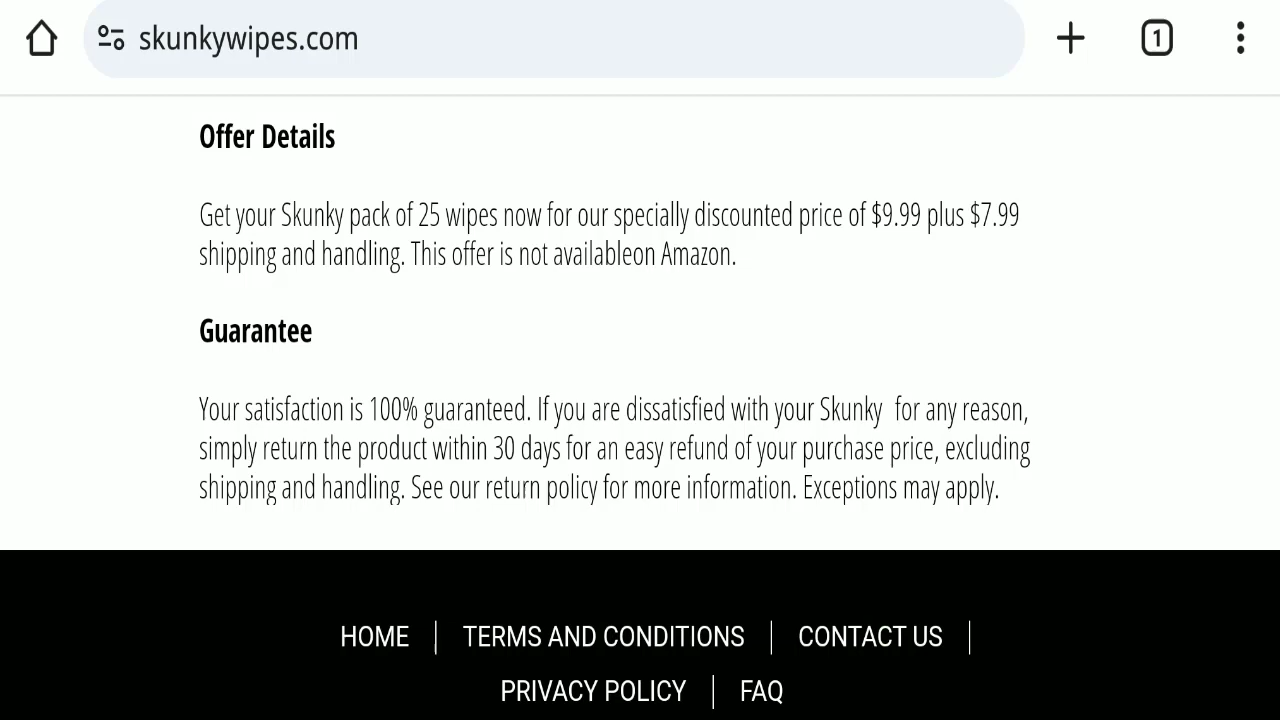 skunkywipes.com
1
Offer Details
Get your Skunky pack of 25 wipes now for our specially discounted price of $9.99 plus $7.99
shipping and handling. This offer is not availableon Amazon.
Guarantee
Your satisfaction is 100% guaranteed. If you are dissatisfied with your Skunky  for any reason,
simply return the product within 30 days for an easy refund of your purchase price, excluding
shipping and handling. See our return policy for more information. Exceptions may apply.
HOME | TERMS AND CONDITIONS | CONTACT US |
PRIVACY POLICY | FAQ